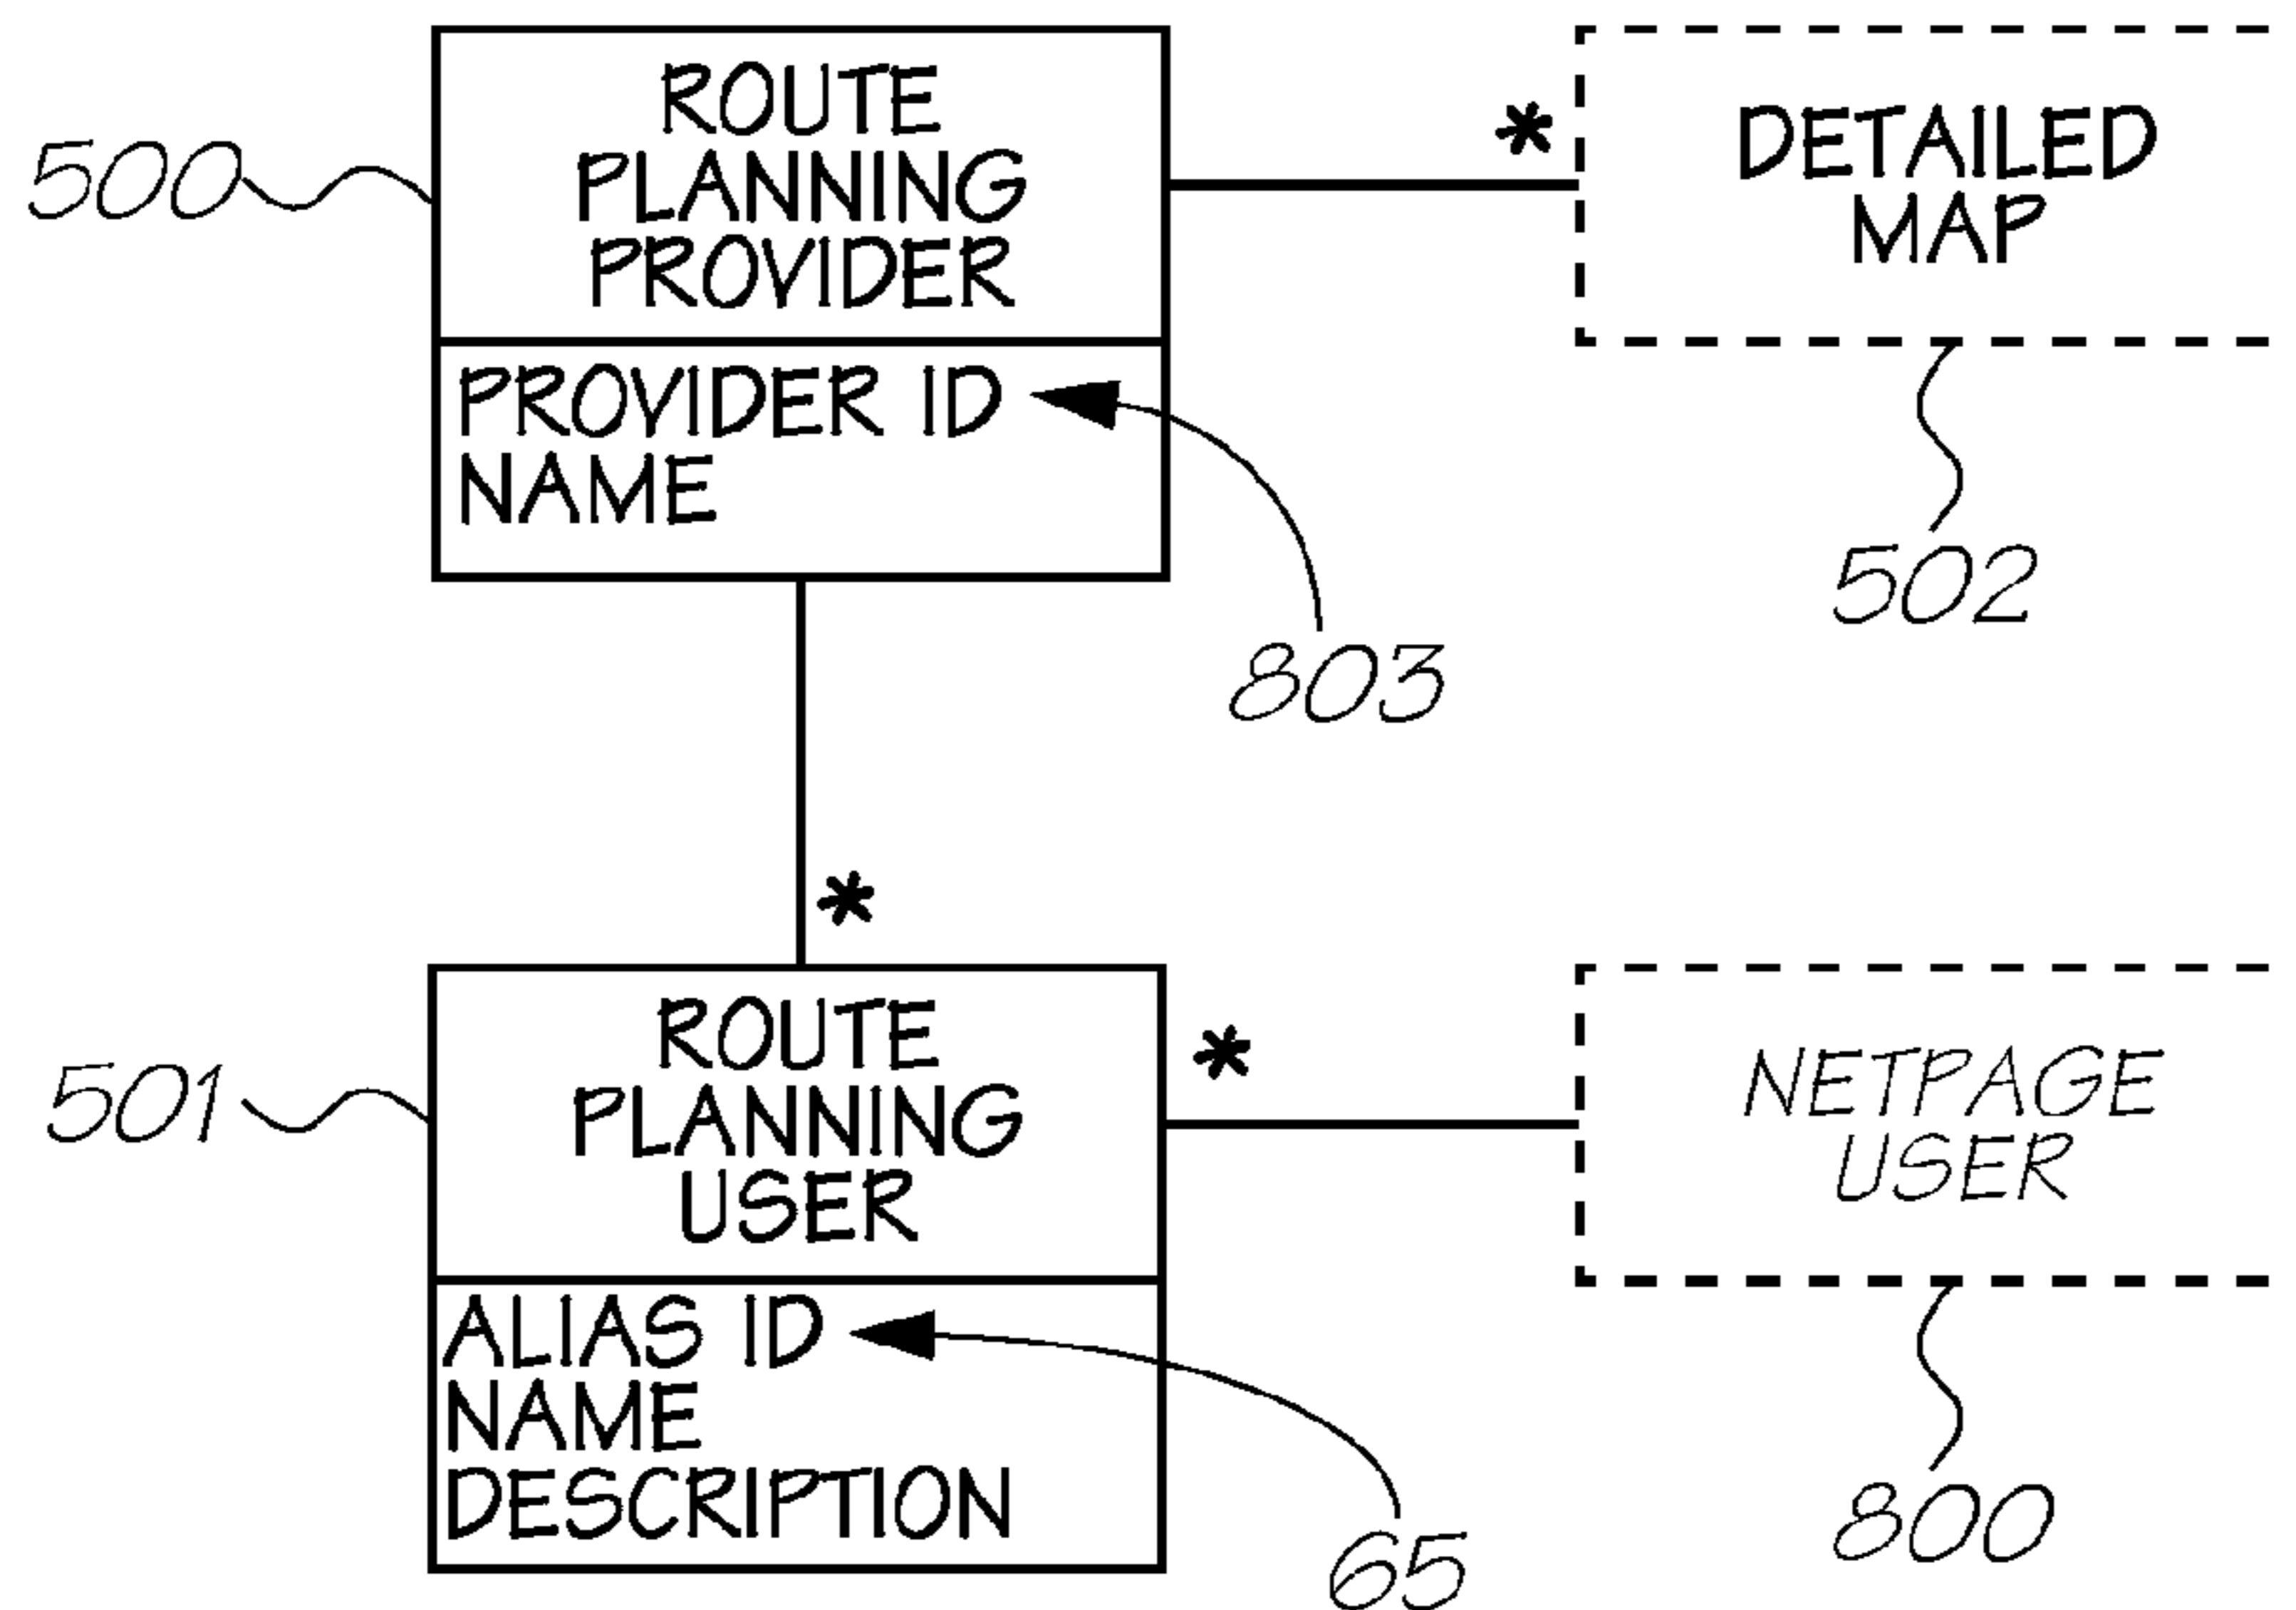 ROUTE
PLANNING
PROVIDER
500
*
DETAILED
MAP
PROVIDER ID
NAME
502
803
*
ROUTE
PLANNING
USER
501
*
NETPAGE
USER
ALIAS ID
NAME
DESCRIPTION
65
800